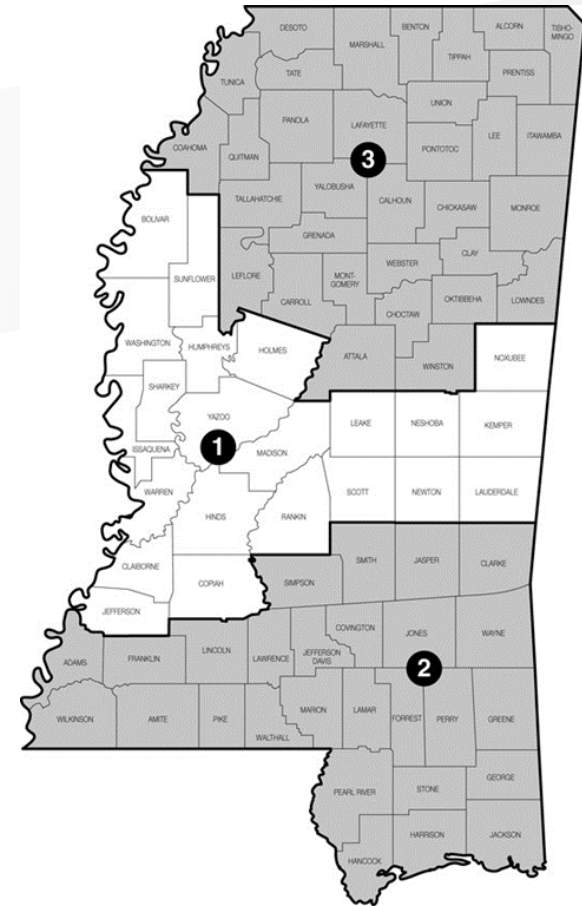 DESOTO
BENTON
ALCORN
TISHO-
MINGO
MARSHALL
TIPPAH
TATE
PRENTISS
TUNICA
UNION
PANOLA
LAFAYETTE
LEE
ITAWAMBA
COAHOMA
QUITMAN
3
PONTOTOC
YALOBUSHA
TALLAHATCHIE
CALHOUN
CHICKASAW
MONROE
BOLIVAR
GRENADA
CLAY
WEBSTER
SUNFLOWER
LEFLORE
MONT-
GOMERY
CARROLL
OKTIBBEHA
LOWNDES
CHOCTAW
WASHINGTON
HUMPHREYS
HOLMES
ATTALA
WINSTON
NOXUBEE
SHARKEY
YAZOO
LEAKE
NESHOBA
KEMPER
1
ISSAQUENA
MADISON
WARREN
SCOTT
NEWTON
LAUDERDALE
HINDS
RANKIN
CLAIBORNE
SMITH
JASPER
CLARKE
COPIAH
SIMPSON
JEFFERSON
COVINGTON
JONES
WAYNE
LINCOLN
ADAMS
FRANKLIN
LAWRENCE
JEFFERSON
DAVIS
2
WILKINSON
AMITE
PIKE
MARION
LAMAR
FORREST
PERRY
GREENE
WALTHALL
GEORGE
PEARL RIVER
STONE
HARRISON
JACKSON
HANCOCK